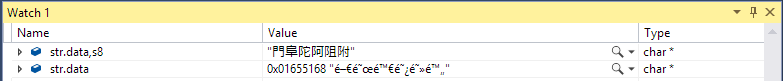 Watch 1
Name Value Type
str.data,s8 "門阜陀阿阻附" char *
str.data 0x01655168 "é–€é˜œé™€é˜¿é˜»é™„" char *